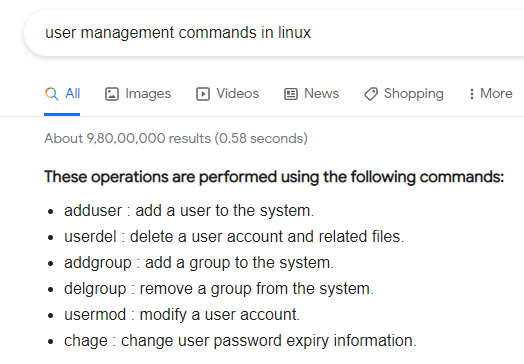 user management commands in linux
All Images Videos News Shopping More
About 9,80,00,000 results (0.58 seconds)
These operations are performed using the following commands:
• adduser : add a user to the system.
• userdel : delete a user account and related files.
• addgroup : add a group to the system.
• delgroup : remove a group from the system.
• usermod : modify a user account.
• chage : change user password expiry information.